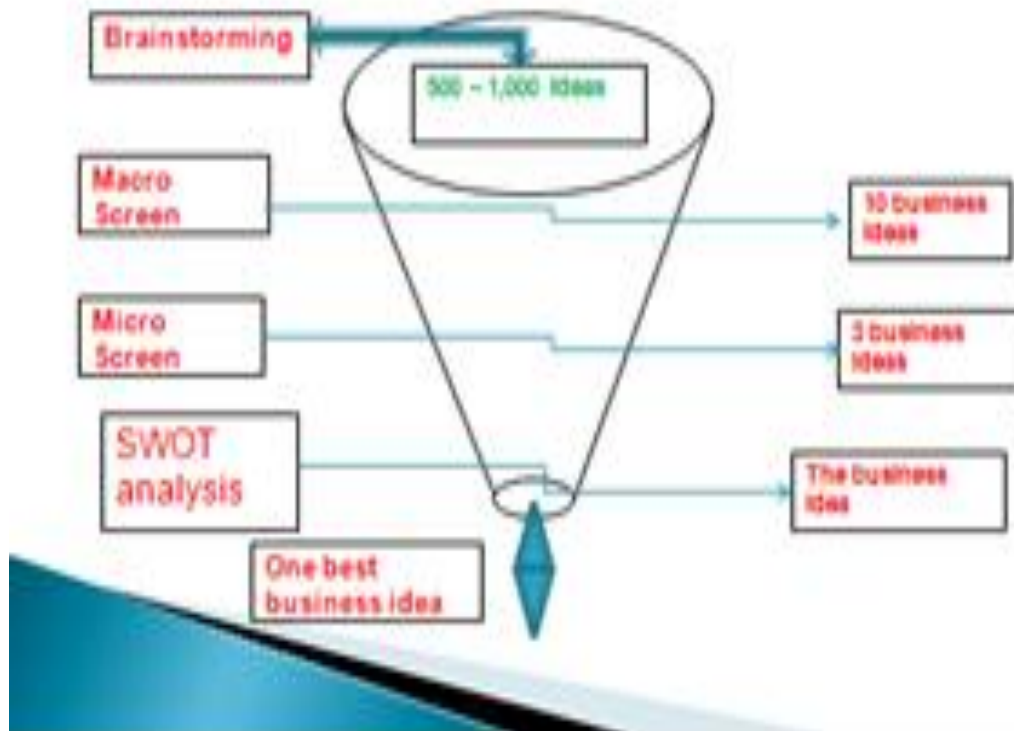 Brainstorming
500 – 1,000 Ideas
Macro
Screen
10 business
Ideas
Micro
Screen
3 business
Ideas
SWOT
analysis
The business
Idea
One best
business idea